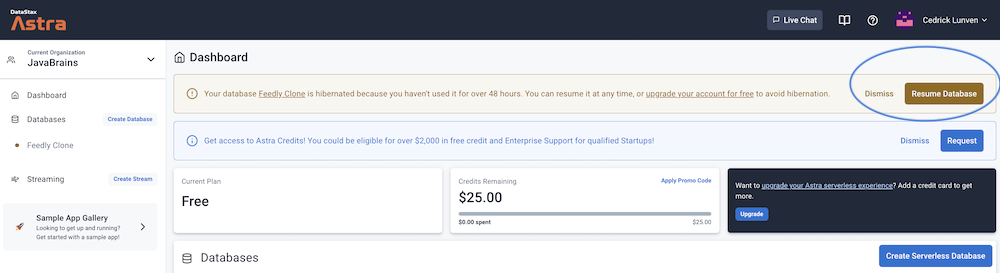 DataStax
Astra
Live Chat
Cedrick Lunven
Current Organization
JavaBrains
Dashboard
Databases
Create Database
Feedly Clone
Streaming
Create Stream
Sample App Gallery
Looking to get up and running?
Get started with a sample app!
Dashboard
Your database Feedly Clone is hibernated because you haven't used it for over 48 hours. You can resume it at any time, or upgrade your account for free to avoid hibernation.
Dismiss
Resume Database
Get access to Astra Credits! You could be eligible for over $2,000 in free credit and Enterprise Support for qualified Startups!
Dismiss
Request
Current Plan
Free
Credits Remaining
Apply Promo Code
$25.00
$0.00 spent
$25.00
Want to upgrade your Astra serverless experience? Add a credit card to get
more.
Upgrade
Databases
Create Serverless Database